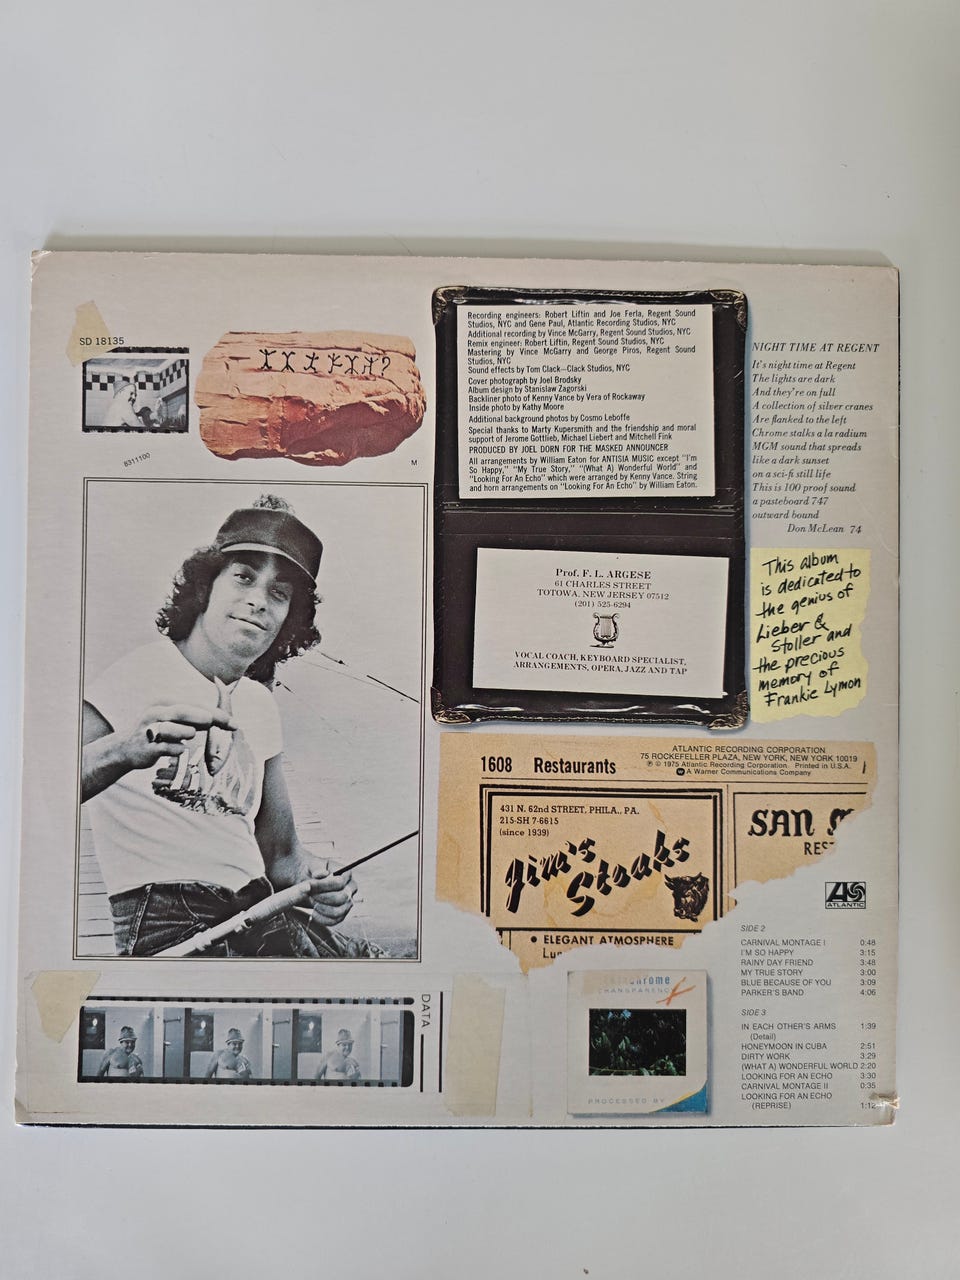 SD 18135
8311100
M
Recording engineers: Robert Liftin and Joe Ferla, Regent Sound
Studios, NYC and Gene Paul, Atlantic Recording Studios, NYC
Additional recording by Vince McGarry, Regent Sound Studios, NYC
Remix engineer: Robert Liftin, Regent Sound Studios, NYC
Mastering by Vince McGarry and George Piros, Regent Sound
Studios, NYC
Sound effects by Tom Clack—Clack Studios, NYC
Cover photograph by Joel Brodsky
Album design by Stanislaw Zagorski
Backliner photo of Kenny Vance by Vera of Rockaway
Inside photo by Kathy Moore
Additional background photos by Cosmo Leboffe
Special thanks to Marty Kupersmith and the friendship and moral
support of Jerome Gottlieb, Michael Liebert and Mitchell Fink
PRODUCED BY JOEL DORN FOR THE MASKED ANNOUNCER
All arrangements by William Eaton for ANTISIA MUSIC except "I'm
So Happy," "My True Story," "(What A) Wonderful World" and
"Looking For An Echo" which were arranged by Kenny Vance. String
and horn arrangements on "Looking For An Echo" by William Eaton.
NIGHT TIME AT REGENT
It's night time at Regent
The lights are dark
And they're on full
A collection of silver cranes
Are flanked to the left
Chrome stalks a la radium
MGM sound that spreads
like a dark sunset
on a sci-fi still life
This is 100 proof sound
a pasteboard 747
outward bound
Don McLean 74
Prof. F. L. ARGESE
61 CHARLES STREET
TOTOWA, NEW JERSEY 07512
(201) 525-6294
VOCAL COACH, KEYBOARD SPECIALIST,
ARRANGEMENTS, OPERA, JAZZ AND TAP
This album
is dedicated to
the genius of
Lieber &
Stoller and
the precious
memory of
Frankie Lymon
1608 Restaurants
ATLANTIC RECORDING CORPORATION
75 ROCKEFELLER PLAZA, NEW YORK, NEW YORK 10019
℗ © 1975 Atlantic Recording Corporation Printed in U.S.A.
A Warner Communications Company
431 N. 62nd STREET, PHILA., PA.
215-SH 7-6615
(since 1939)
Jim's
Steaks
• ELEGANT ATMOSPHERE
SAN
REST
ATLANTIC
SIDE 2
CARNIVAL MONTAGE I 0:48
I'M SO HAPPY 3:15
RAINY DAY FRIEND 3:48
MY TRUE STORY 3:00
BLUE BECAUSE OF YOU 3:09
PARKER'S BAND 4:06
SIDE 3
IN EACH OTHER'S ARMS 1:39
(Detail)
HONEYMOON IN CUBA 2:51
DIRTY WORK 3:29
(WHAT A) WONDERFUL WORLD 2:20
LOOKING FOR AN ECHO 3:30
CARNIVAL MONTAGE II 0:35
LOOKING FOR AN ECHO
(REPRISE) 1:12
DATA
PROCESSED BY